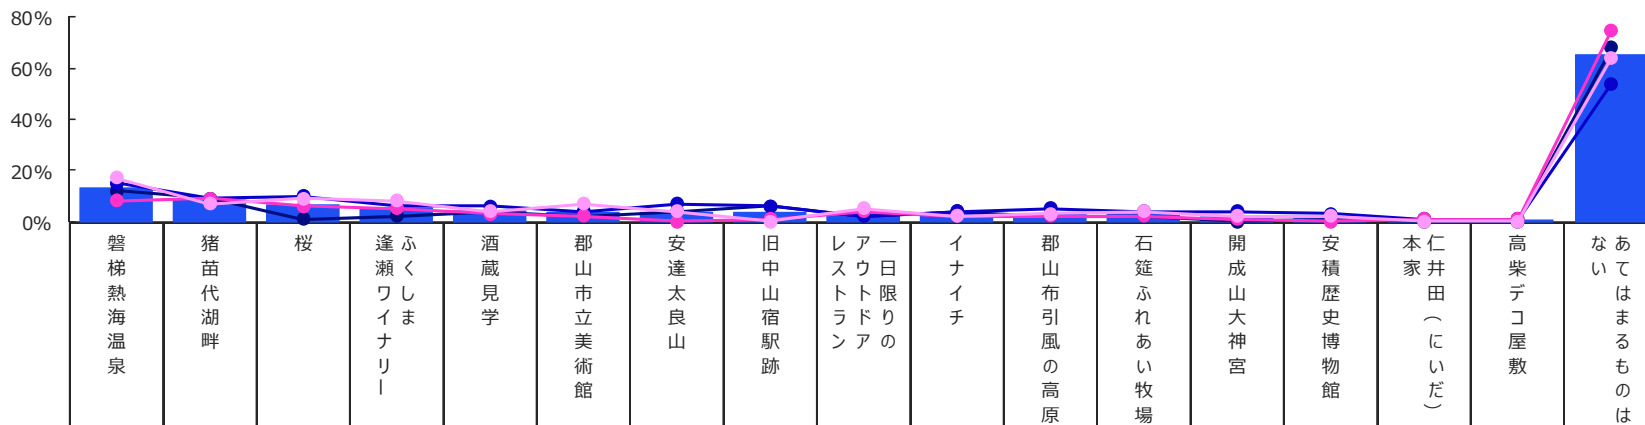 80%
60%
40%
20%
0%
磐梯熱海温泉
猪苗代湖畔
桜
ふくしま
逢瀬ワイナリー
酒蔵見学
郡山市立美術館
安達太良山
旧中山宿駅跡
一日限りの
アウトドア
レストラン
イナイチ
郡山布引風の高原
石筵ふれあい牧場
開成山大神宮
安積歴史博物館
仁井田（にいだ）
本家
高柴デコ屋敷
あてはまるものは
ない